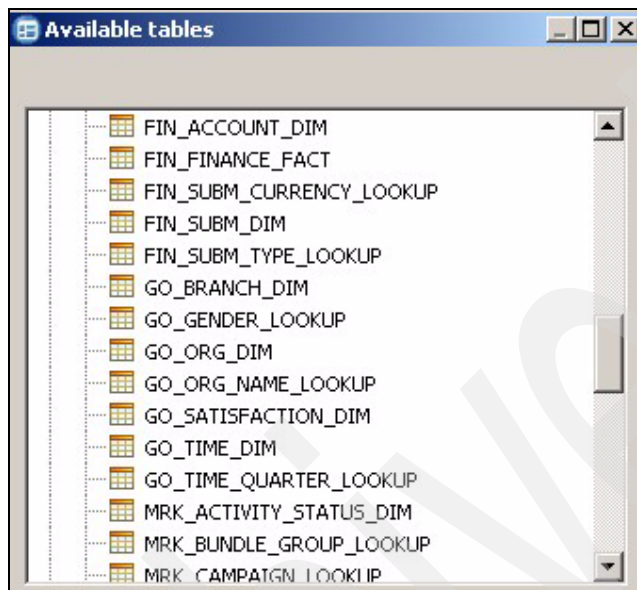 Available tables
FIN_ACCOUNT_DIM
FIN_FINANCE_FACT
FIN_SUBM_CURRENCY_LOOKUP
FIN_SUBM_DIM
FIN_SUBM_TYPE_LOOKUP
GO_BRANCH_DIM
GO_GENDER_LOOKUP
GO_ORG_DIM
GO_ORG_NAME_LOOKUP
GO_SATISFACTION_DIM
GO_TIME_DIM
GO_TIME_QUARTER_LOOKUP
MRK_ACTIVITY_STATUS_DIM
MRK_BUNDLE_GROUP_LOOKUP
MRK_CAMPAIGN_LOOKUP